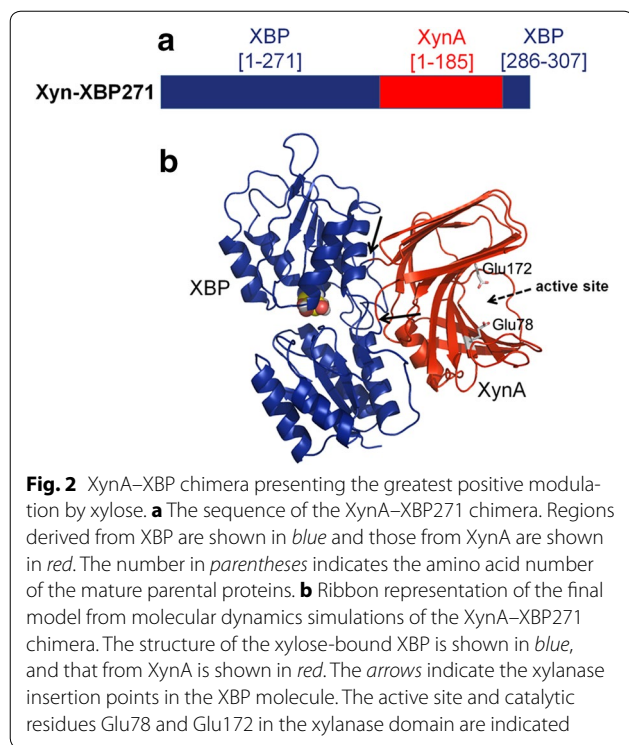 a
XBP XynA XBP
[1-271] [1-185] [286-307]
Xyn-XBP271
b
XBP
Glu172
active site
Glu78
XynA
Fig. 2 XynA–XBP chimera presenting the greatest positive modula-
tion by xylose. a The sequence of the XynA–XBP271 chimera. Regions
derived from XBP are shown in blue and those from XynA are shown
in red. The number in parentheses indicates the amino acid number
of the mature parental proteins. b Ribbon representation of the final
model from molecular dynamics simulations of the XynA–XBP271
chimera. The structure of the xylose-bound XBP is shown in blue,
and that from XynA is shown in red. The arrows indicate the xylanase
insertion points in the XBP molecule. The active site and catalytic
residues Glu78 and Glu172 in the xylanase domain are indicated